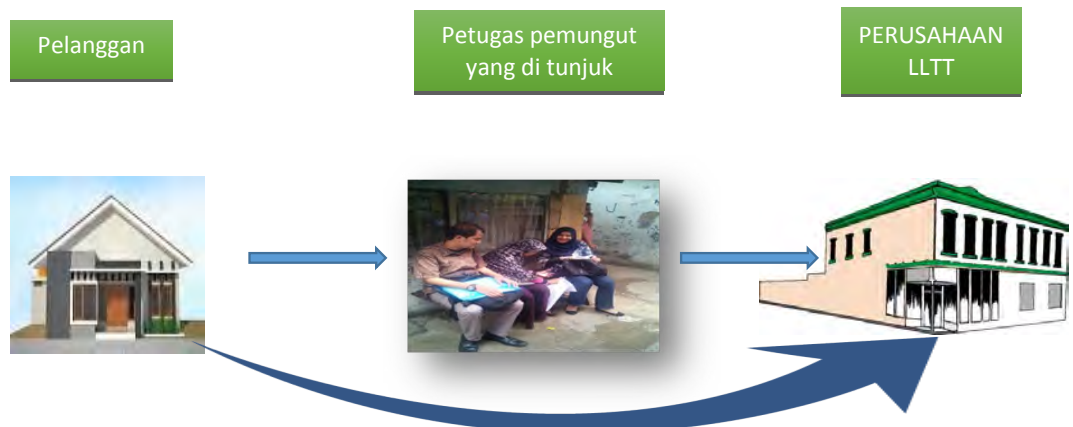 Pelanggan
Petugas pemungut
yang di tunjuk
PERUSAHAAN
LLTT